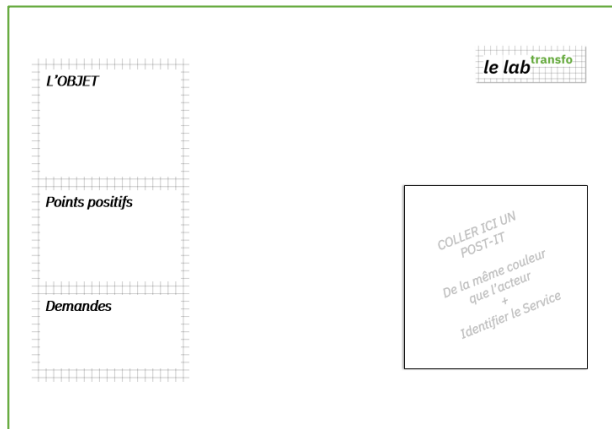 L'OBJET
le lab transfo
Points positifs
Demandes
COLLER ICI UN
POST-IT
De la même couleur
que l'acteur
+
Identifier le Service